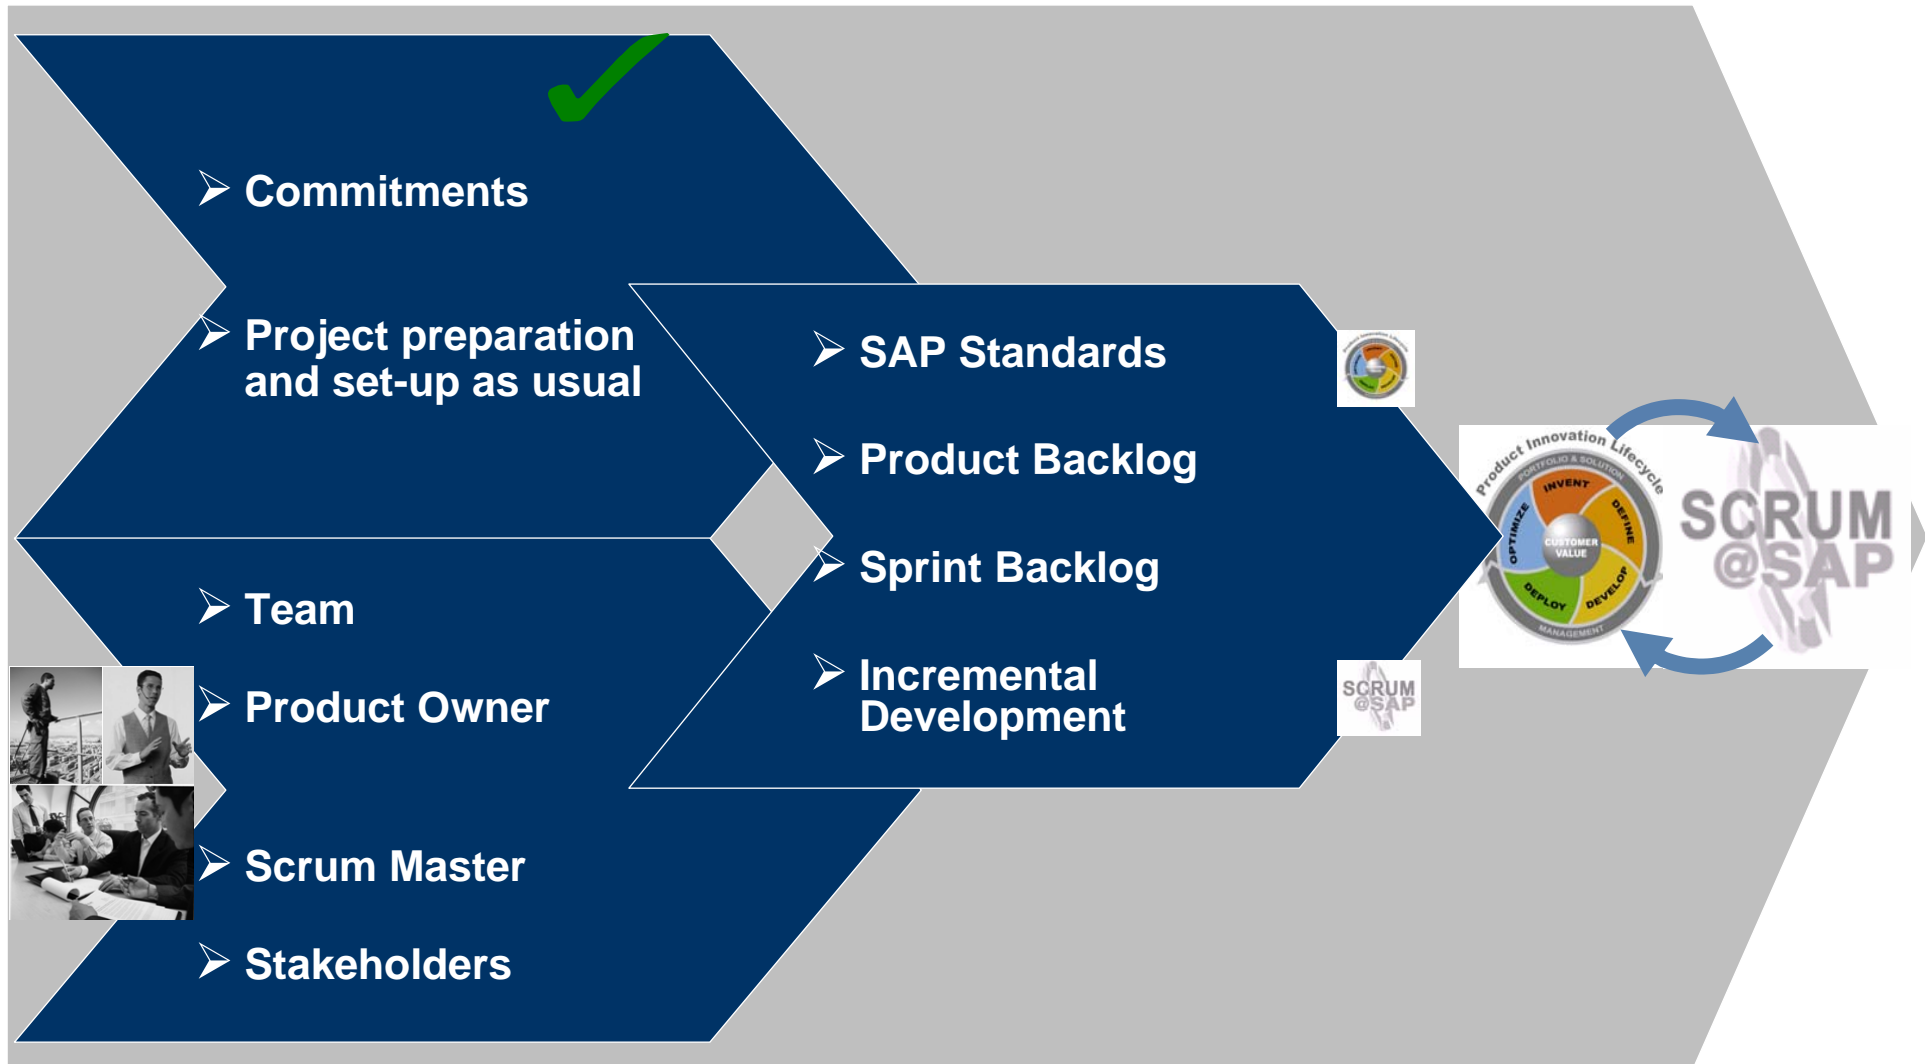 Commitments
Project preparation
and set-up as usual
Team
Product Owner
Scrum Master
Stakeholders
SAP Standards
Product Backlog
Sprint Backlog
Incremental
Development
SCRUM
@SAP
Product Innovation Lifecycle
PORTFOLIO & SOLUTION
INVENT
DEFINE
DEVELOP
DEPLOY
OPTIMIZE
CUSTOMER
VALUE
MANAGEMENT
SCRUM
@SAP